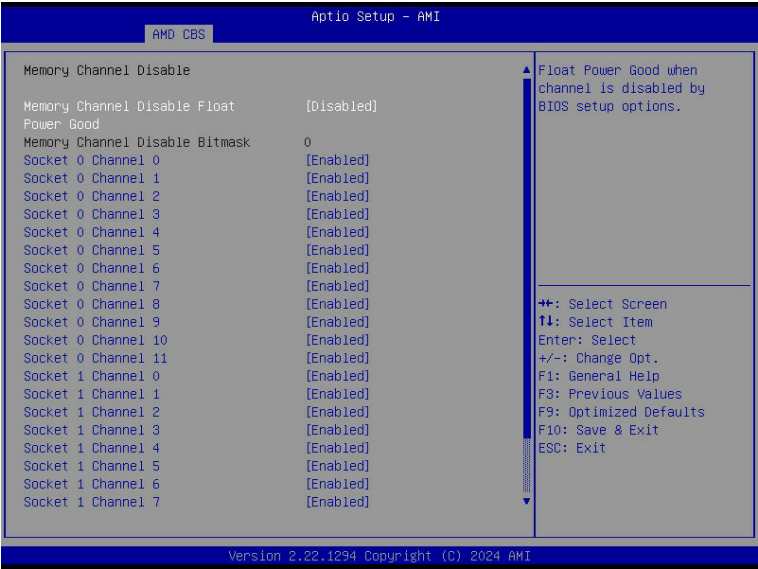 Aptio Setup - AMI
AMD CBS
Memory Channel Disable
Memory Channel Disable Float [Disabled]
Power Good
Memory Channel Disable Bitmask 0
Socket 0 Channel 0 [Enabled]
Socket 0 Channel 1 [Enabled]
Socket 0 Channel 2 [Enabled]
Socket 0 Channel 3 [Enabled]
Socket 0 Channel 4 [Enabled]
Socket 0 Channel 5 [Enabled]
Socket 0 Channel 6 [Enabled]
Socket 0 Channel 7 [Enabled]
Socket 0 Channel 8 [Enabled]
Socket 0 Channel 9 [Enabled]
Socket 0 Channel 10 [Enabled]
Socket 0 Channel 11 [Enabled]
Socket 1 Channel 0 [Enabled]
Socket 1 Channel 1 [Enabled]
Socket 1 Channel 2 [Enabled]
Socket 1 Channel 3 [Enabled]
Socket 1 Channel 4 [Enabled]
Socket 1 Channel 5 [Enabled]
Socket 1 Channel 6 [Enabled]
Socket 1 Channel 7 [Enabled]
Float Power Good when
channel is disabled by
BIOS setup options.
→←: Select Screen
↑↓: Select Item
Enter: Select
+/-: Change Opt.
F1: General Help
F3: Previous Values
F9: Optimized Defaults
F10: Save & Exit
ESC: Exit
Version 2.22.1294 Copyright (C) 2024 AMI